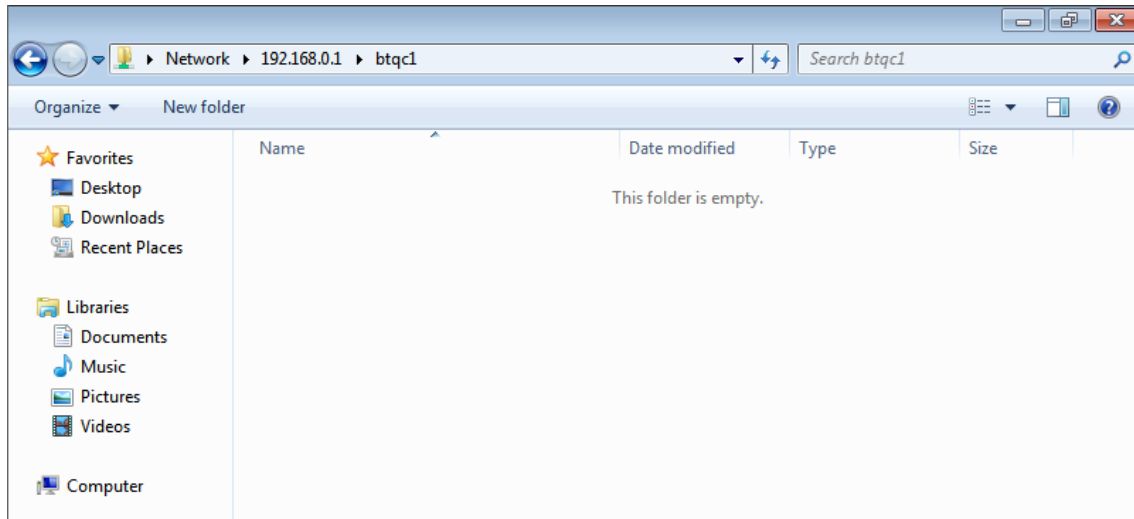 Network ▸ 192.168.0.1 ▸ btqc1
Search btqc1
Organize
New folder
Name
Date modified
Type
Size
This folder is empty.
Favorites
Desktop
Downloads
Recent Places
Libraries
Documents
Music
Pictures
Videos
Computer